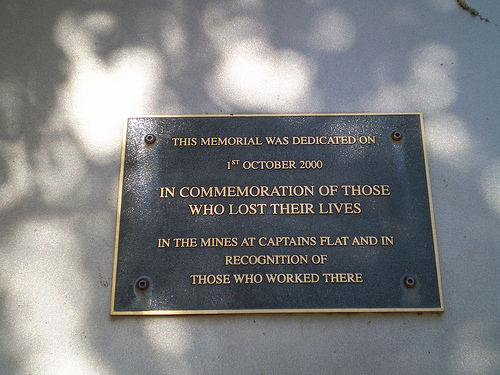 THIS MEMORIAL WAS DEDICATED ON
1ST OCTOBER 2000
IN COMMEMORATION OF THOSE
WHO LOST THEIR LIVES
IN THE MINES AT CAPTAINS FLAT AND IN
RECOGNITION OF
THOSE WHO WORKED THERE